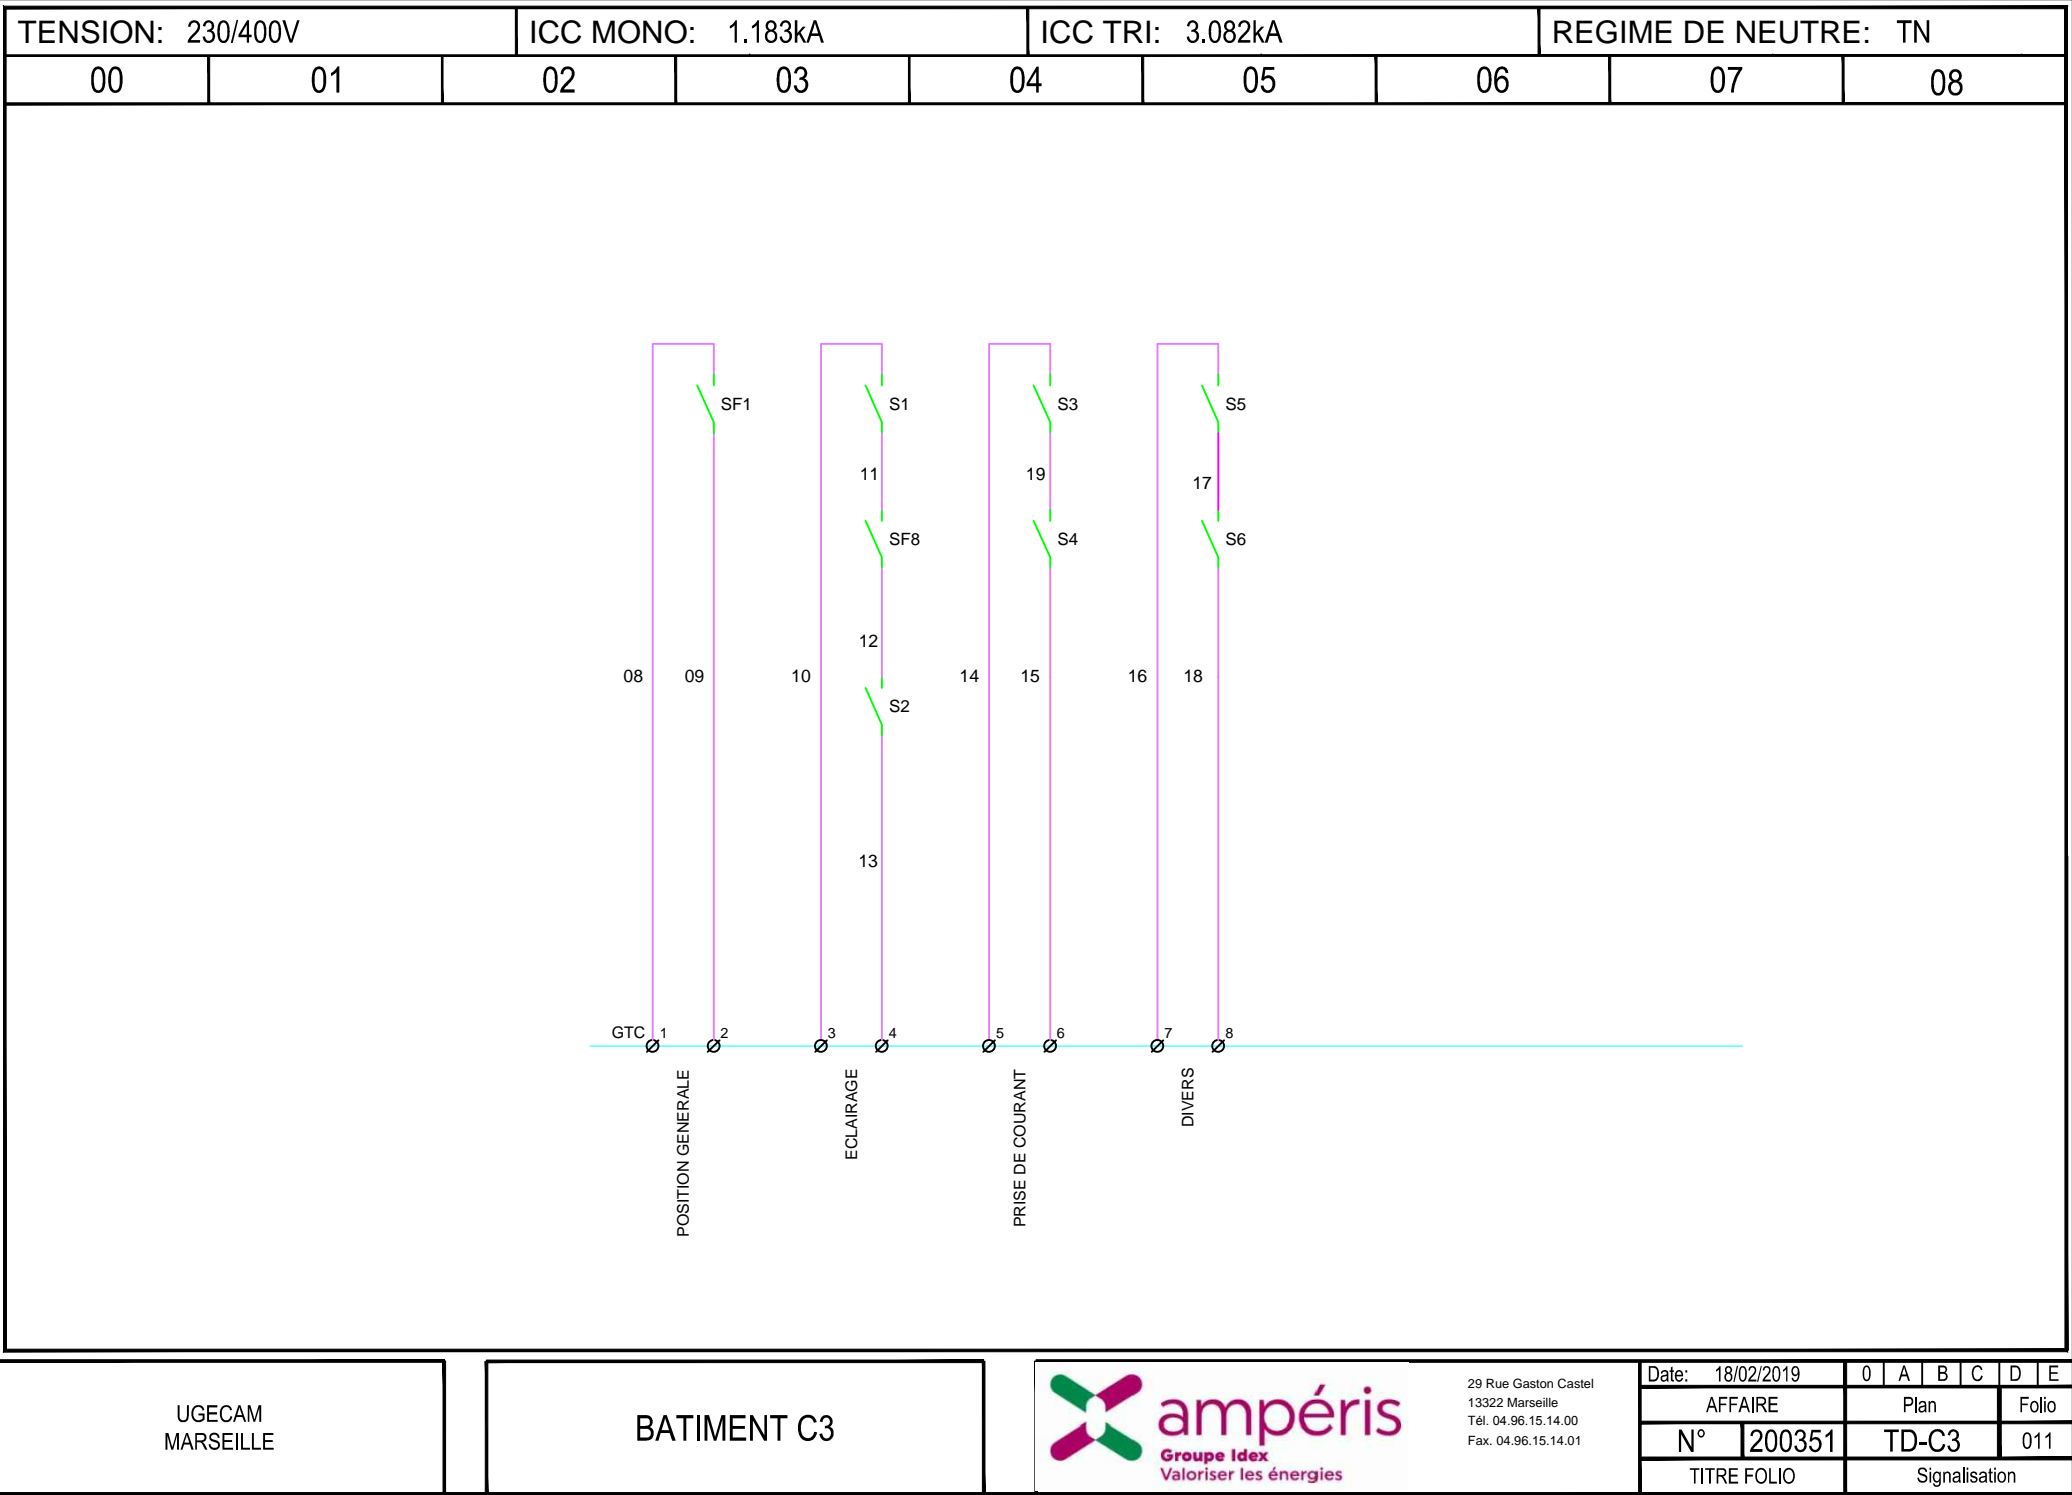 TENSION: 230/400V
ICC MONO: 1.183kA
ICC TRI: 3.082kA
REGIME DE NEUTRE: TN
00 01 02 03 04 05 06 07 08
SF1 S1 S3 S5
11 19 17
SF8 S4 S6
12
08 09 10 14 15 16 18
S2
13
GTC 1 2 3 4 5 6 7 8
POSITION GENERALE
ECLAIRAGE
PRISE DE COURANT
DIVERS
UGECAM
MARSEILLE
BATIMENT C3
ampéris
Groupe Idex
Valoriser les énergies
29 Rue Gaston Castel
13322 Marseille
Tél. 04.96.15.14.00
Fax. 04.96.15.14.01
Date: 18/02/2019 0 A B C D E
AFFAIRE Plan Folio
N° 200351 TD-C3 011
TITRE FOLIO Signalisation